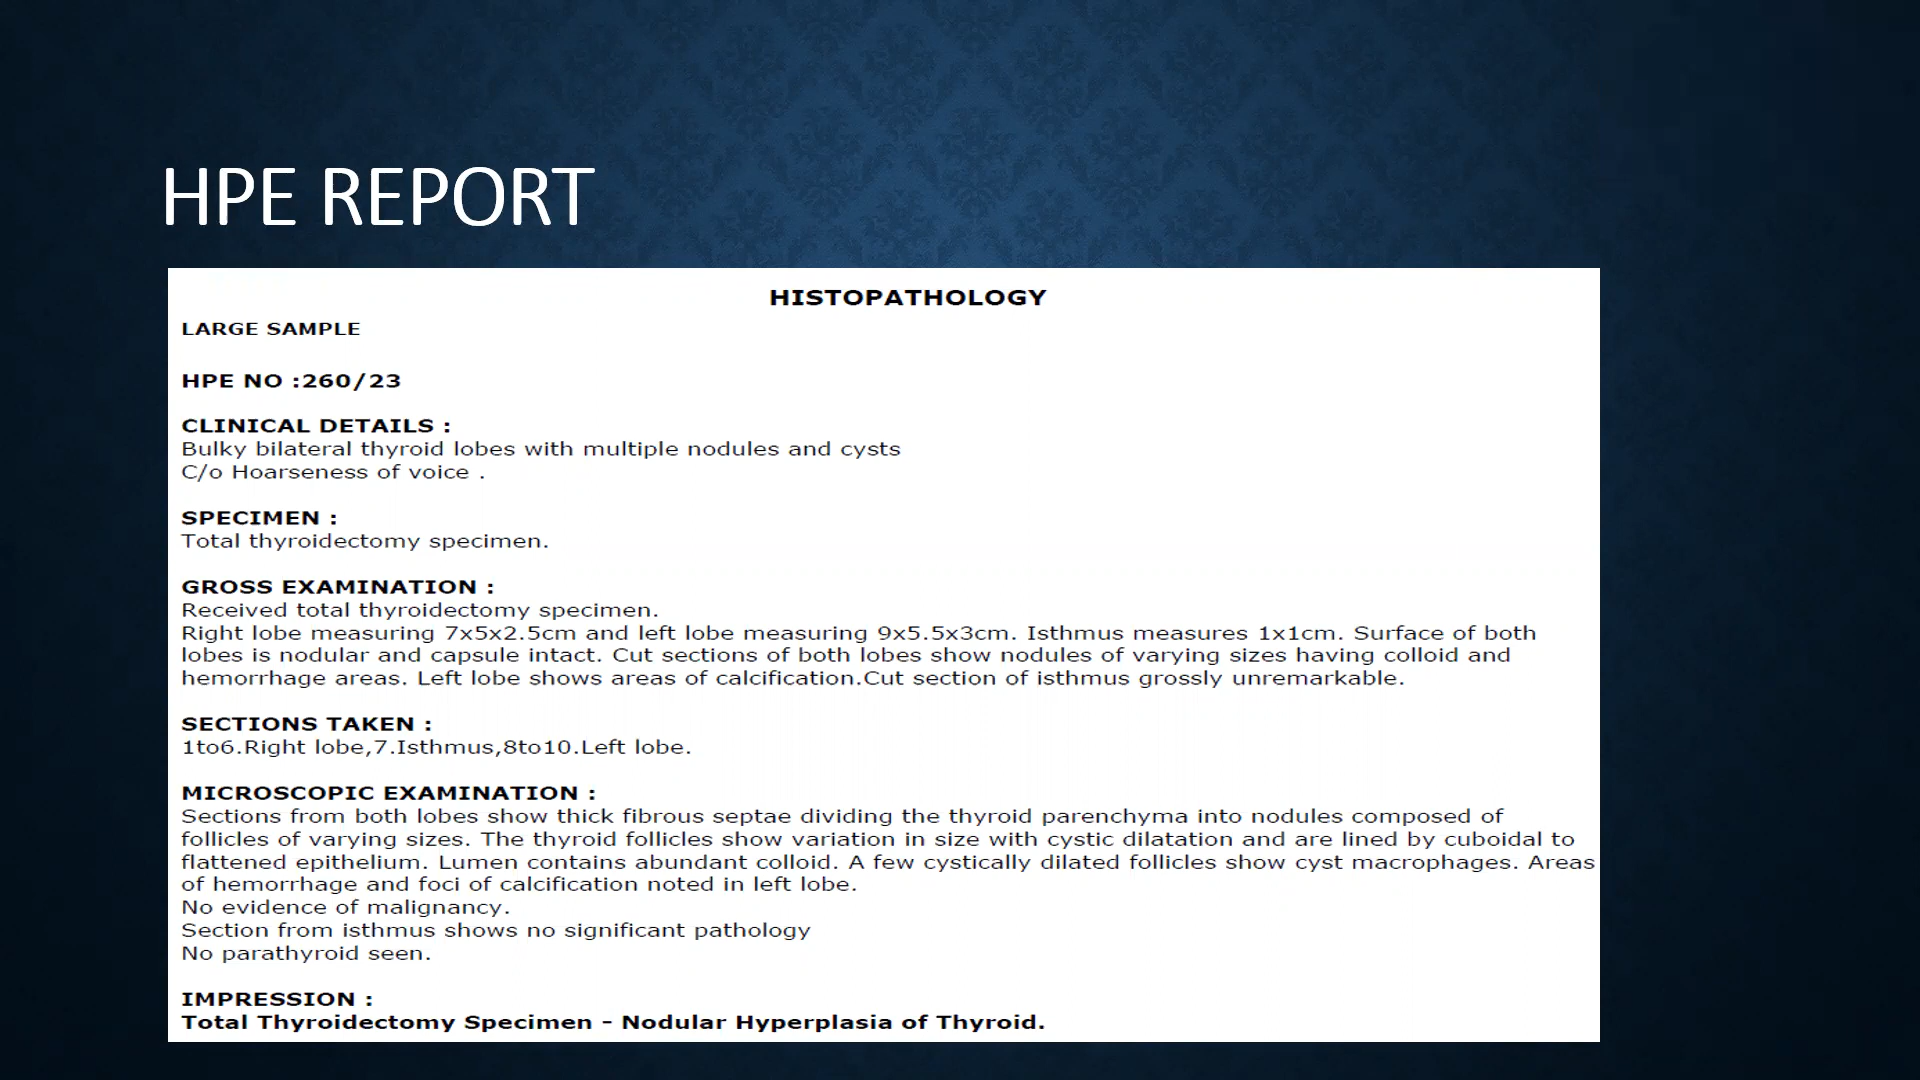 HPE REPORT
HISTOPATHOLOGY
LARGE SAMPLE
HPE NO :260/23
CLINICAL DETAILS :
Bulky bilateral thyroid lobes with multiple nodules and cysts
C/o Hoarseness of voice .
SPECIMEN :
Total thyroidectomy specimen.
GROSS EXAMINATION :
Received total thyroidectomy specimen.
Right lobe measuring 7x5x2.5cm and left lobe measuring 9x5.5x3cm. Isthmus measures 1x1cm. Surface of both
lobes is nodular and capsule intact. Cut sections of both lobes show nodules of varying sizes having colloid and
hemorrhage areas. Left lobe shows areas of calcification.Cut section of isthmus grossly unremarkable.
SECTIONS TAKEN :
1to6.Right lobe,7.Isthmus,8to10.Left lobe.
MICROSCOPIC EXAMINATION :
Sections from both lobes show thick fibrous septae dividing the thyroid parenchyma into nodules composed of
follicles of varying sizes. The thyroid follicles show variation in size with cystic dilatation and are lined by cuboidal to
flattened epithelium. Lumen contains abundant colloid. A few cystically dilated follicles show cyst macrophages. Areas
of hemorrhage and foci of calcification noted in left lobe.
No evidence of malignancy.
Section from isthmus shows no significant pathology
No parathyroid seen.
IMPRESSION :
Total Thyroidectomy Specimen - Nodular Hyperplasia of Thyroid.